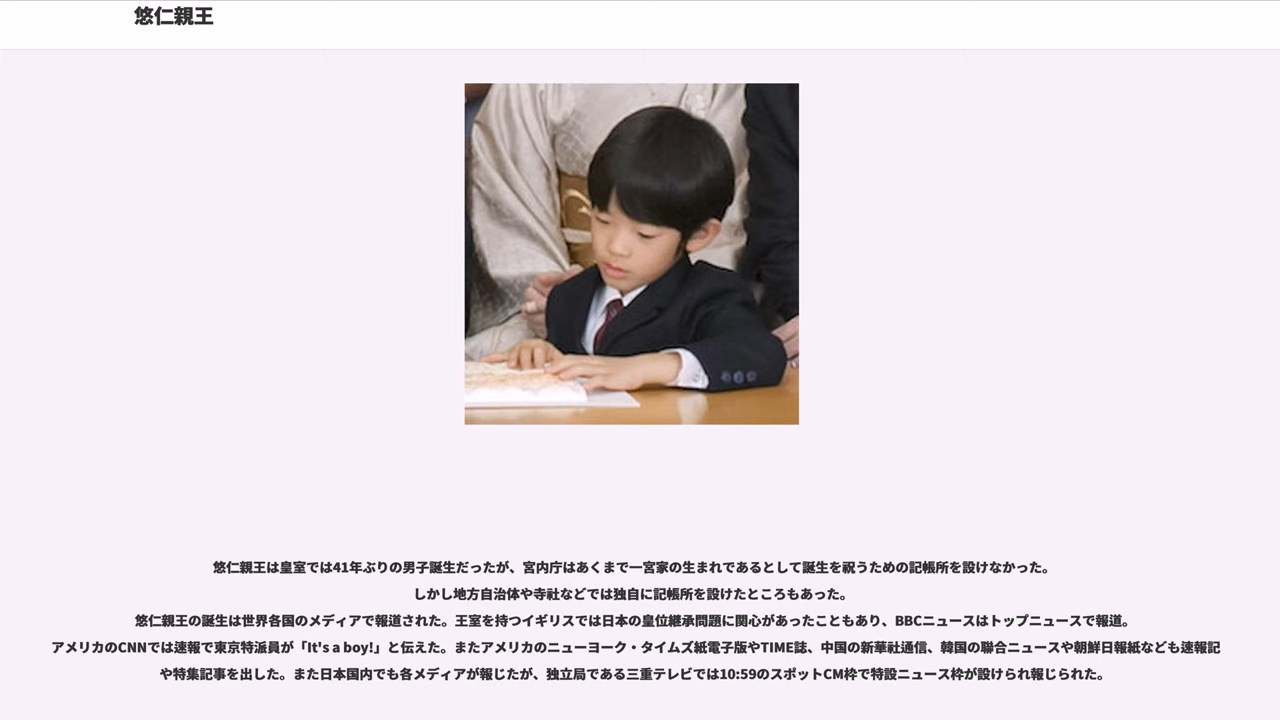 悠仁親王
悠仁親王は皇室では41年ぶりの男子誕生だったが、宮内庁はあくまで一宮家の生まれであるとして誕生を祝うための記帳所を設けなかった。
しかし地方自治体や寺社などでは独自に記帳所を設けたところもあった。
悠仁親王の誕生は世界各国のメディアで報道された。王室を持つイギリスでは日本の皇位継承問題に関心があったこともあり、BBCニュースはトップニュースで報道。
アメリカのCNNでは速報で東京特派員が「It's a boy!」と伝えた。またアメリカのニューヨーク・タイムズ紙電子版やTIME誌、中国の新華社通信、韓国の聯合ニュースや朝鮮日報紙なども速報記
や特集記事を出した。また日本国内でも各メディアが報じたが、独立局である三重テレビでは10:59のスポットCM枠で特設ニュース枠が設けられ報じられた。